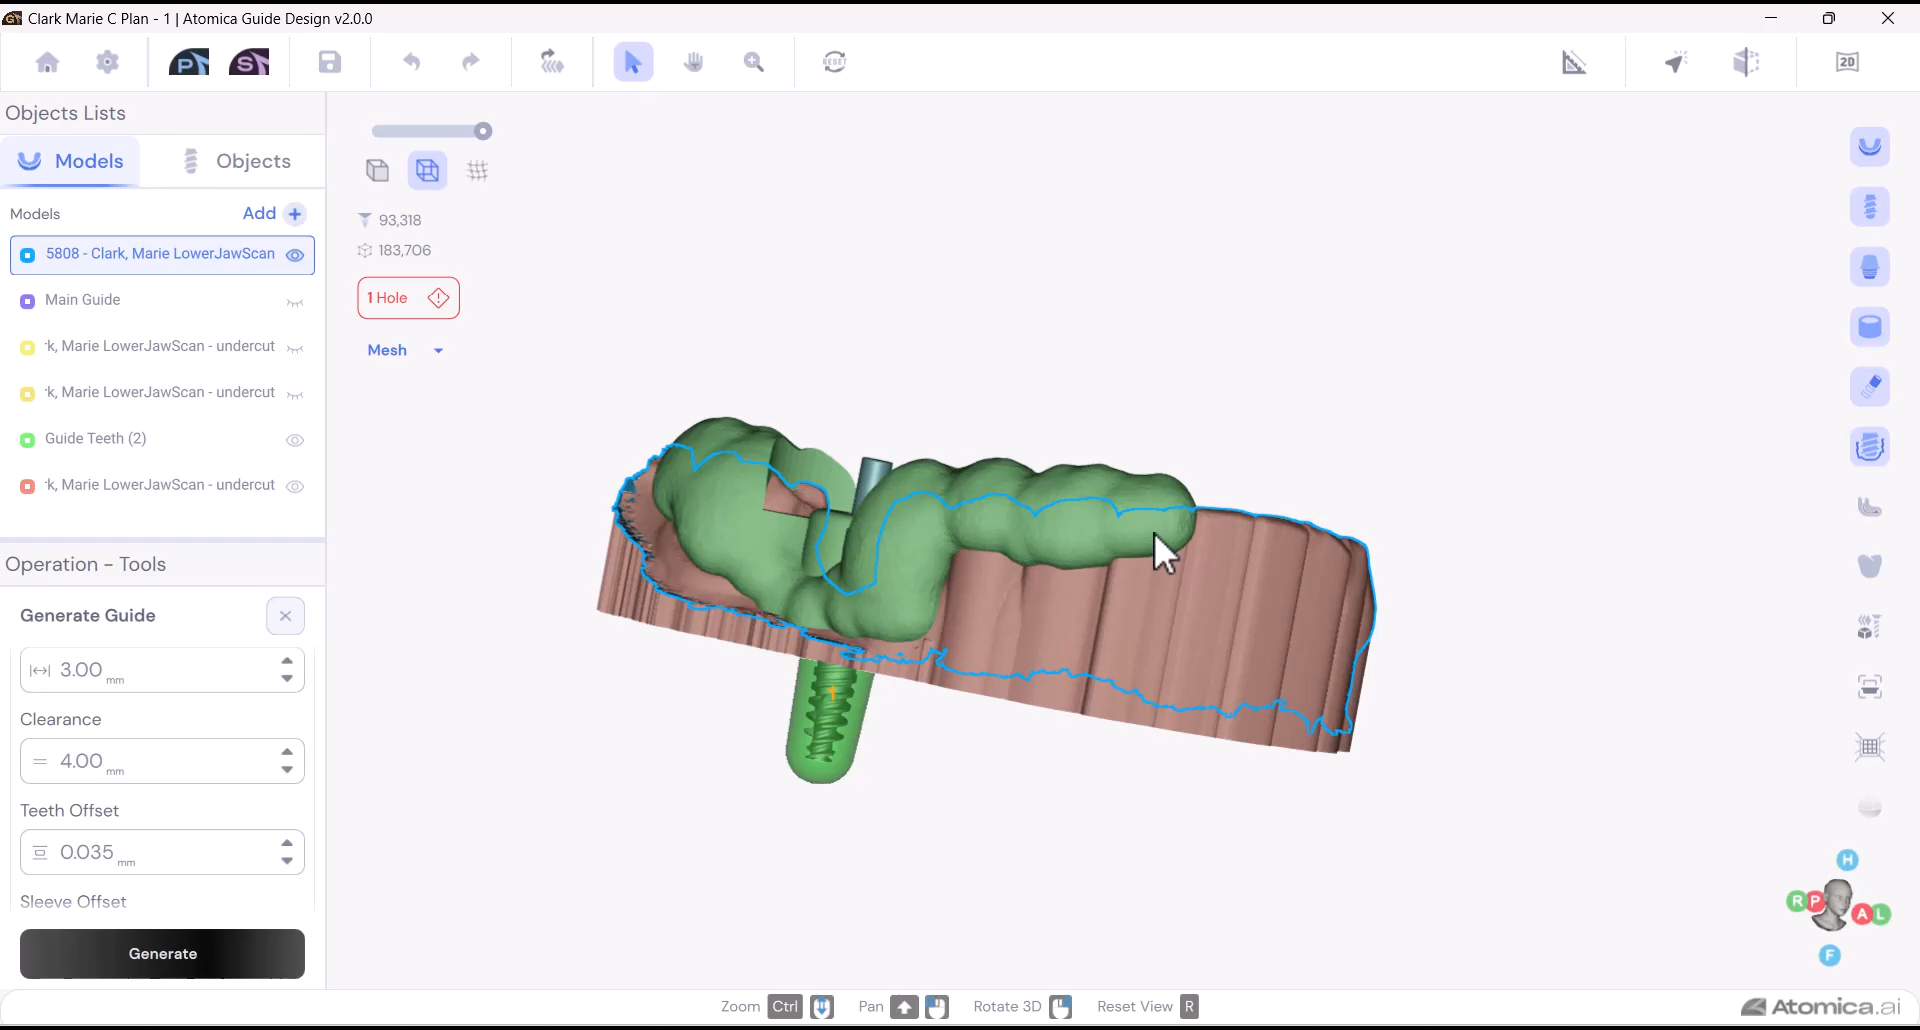 Clark Marie C Plan - 1 | Atomica Guide Design v2.0.0
P S RESET 2D
Objects Lists
Models Objects
Models Add +
5808 - Clark, Marie LowerJawScan
Main Guide
k, Marie LowerJawScan - undercut
k, Marie LowerJawScan - undercut
Guide Teeth (2)
k, Marie LowerJawScan - undercut
Operation - Tools
Generate Guide
3.00 mm
Clearance
4.00 mm
Teeth Offset
0.035 mm
Sleeve Offset
Generate
93,318
183,706
1 Hole
Mesh
H
R P A L
F
Zoom Ctrl Pan Rotate 3D Reset View R
Atomica.ai